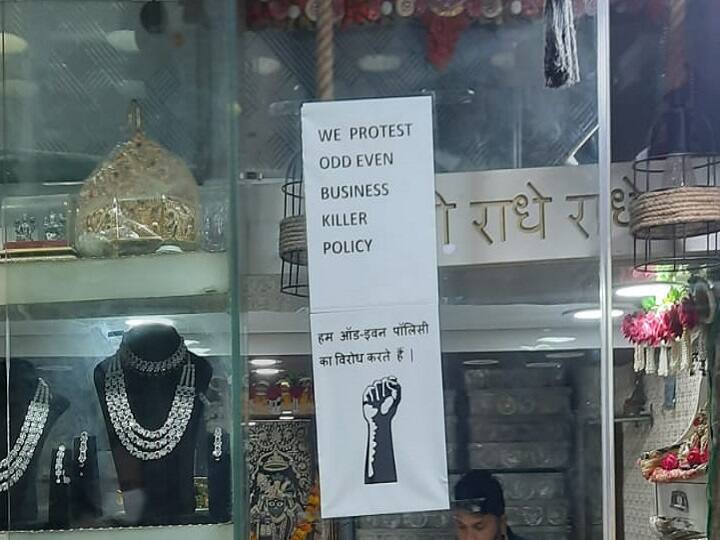 WE PROTEST
ODD EVEN
BUSINESS
KILLER
POLICY
राधे राधे
हम ऑड-इवन पॉलिसी
का विरोध करते हैं |